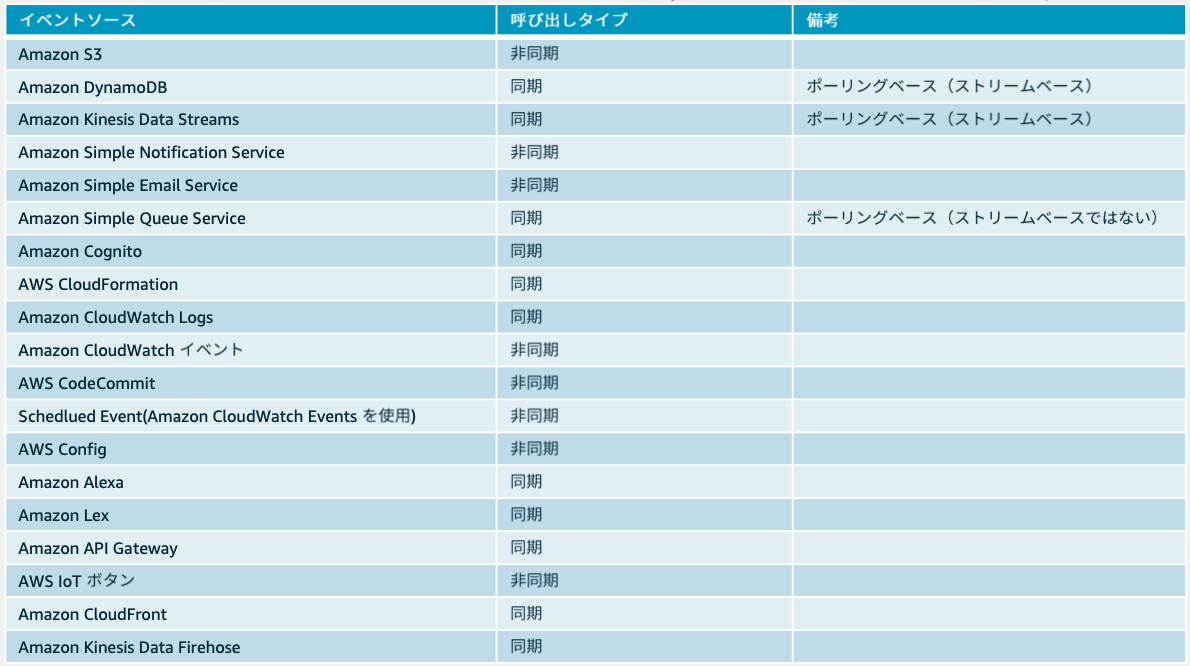 イベントソース 呼び出しタイプ 備考
Amazon S3 非同期
Amazon DynamoDB 同期 ポーリングベース（ストリームベース）
Amazon Kinesis Data Streams 同期 ポーリングベース（ストリームベース）
Amazon Simple Notification Service 非同期
Amazon Simple Email Service 非同期
Amazon Simple Queue Service 同期 ポーリングベース（ストリームベースではない）
Amazon Cognito 同期
AWS CloudFormation 同期
Amazon CloudWatch Logs 同期
Amazon CloudWatch イベント 非同期
AWS CodeCommit 非同期
Schedlued Event(Amazon CloudWatch Events を使用) 非同期
AWS Config 非同期
Amazon Alexa 同期
Amazon Lex 同期
Amazon API Gateway 同期
AWS IoT ボタン 非同期
Amazon CloudFront 同期
Amazon Kinesis Data Firehose 同期